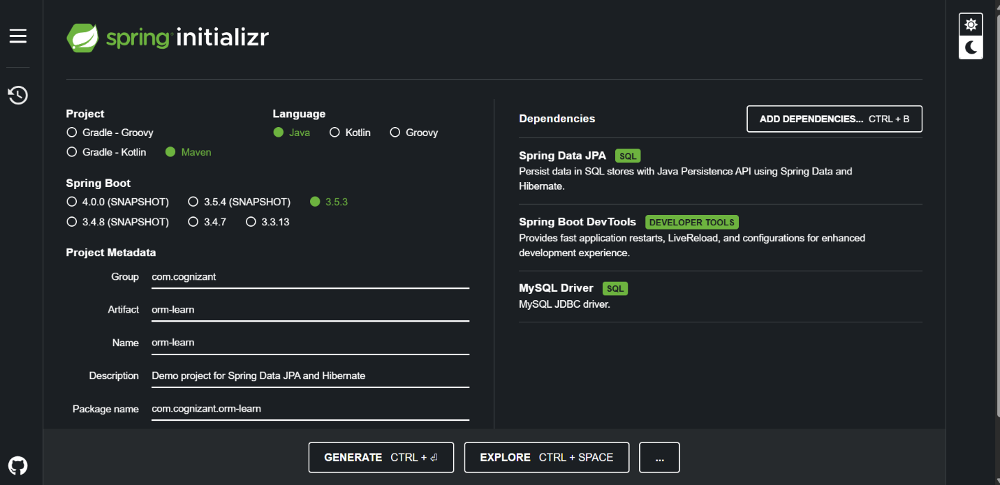 spring initializr
Project
Gradle - Groovy
Gradle - Kotlin Maven
Language
Java Kotlin Groovy
Spring Boot
4.0.0 (SNAPSHOT) 3.5.4 (SNAPSHOT) 3.5.3
3.4.8 (SNAPSHOT) 3.4.7 3.3.13
Project Metadata
Group com.cognizant
Artifact orm-learn
Name orm-learn
Description Demo project for Spring Data JPA and Hibernate
Package name com.cognizant.orm-learn
Dependencies ADD DEPENDENCIES... CTRL + B
Spring Data JPA SQL
Persist data in SQL stores with Java Persistence API using Spring Data and
Hibernate.
Spring Boot DevTools DEVELOPER TOOLS
Provides fast application restarts, LiveReload, and configurations for enhanced
development experience.
MySQL Driver SQL
MySQL JDBC driver.
GENERATE CTRL + ⏎ EXPLORE CTRL + SPACE ...